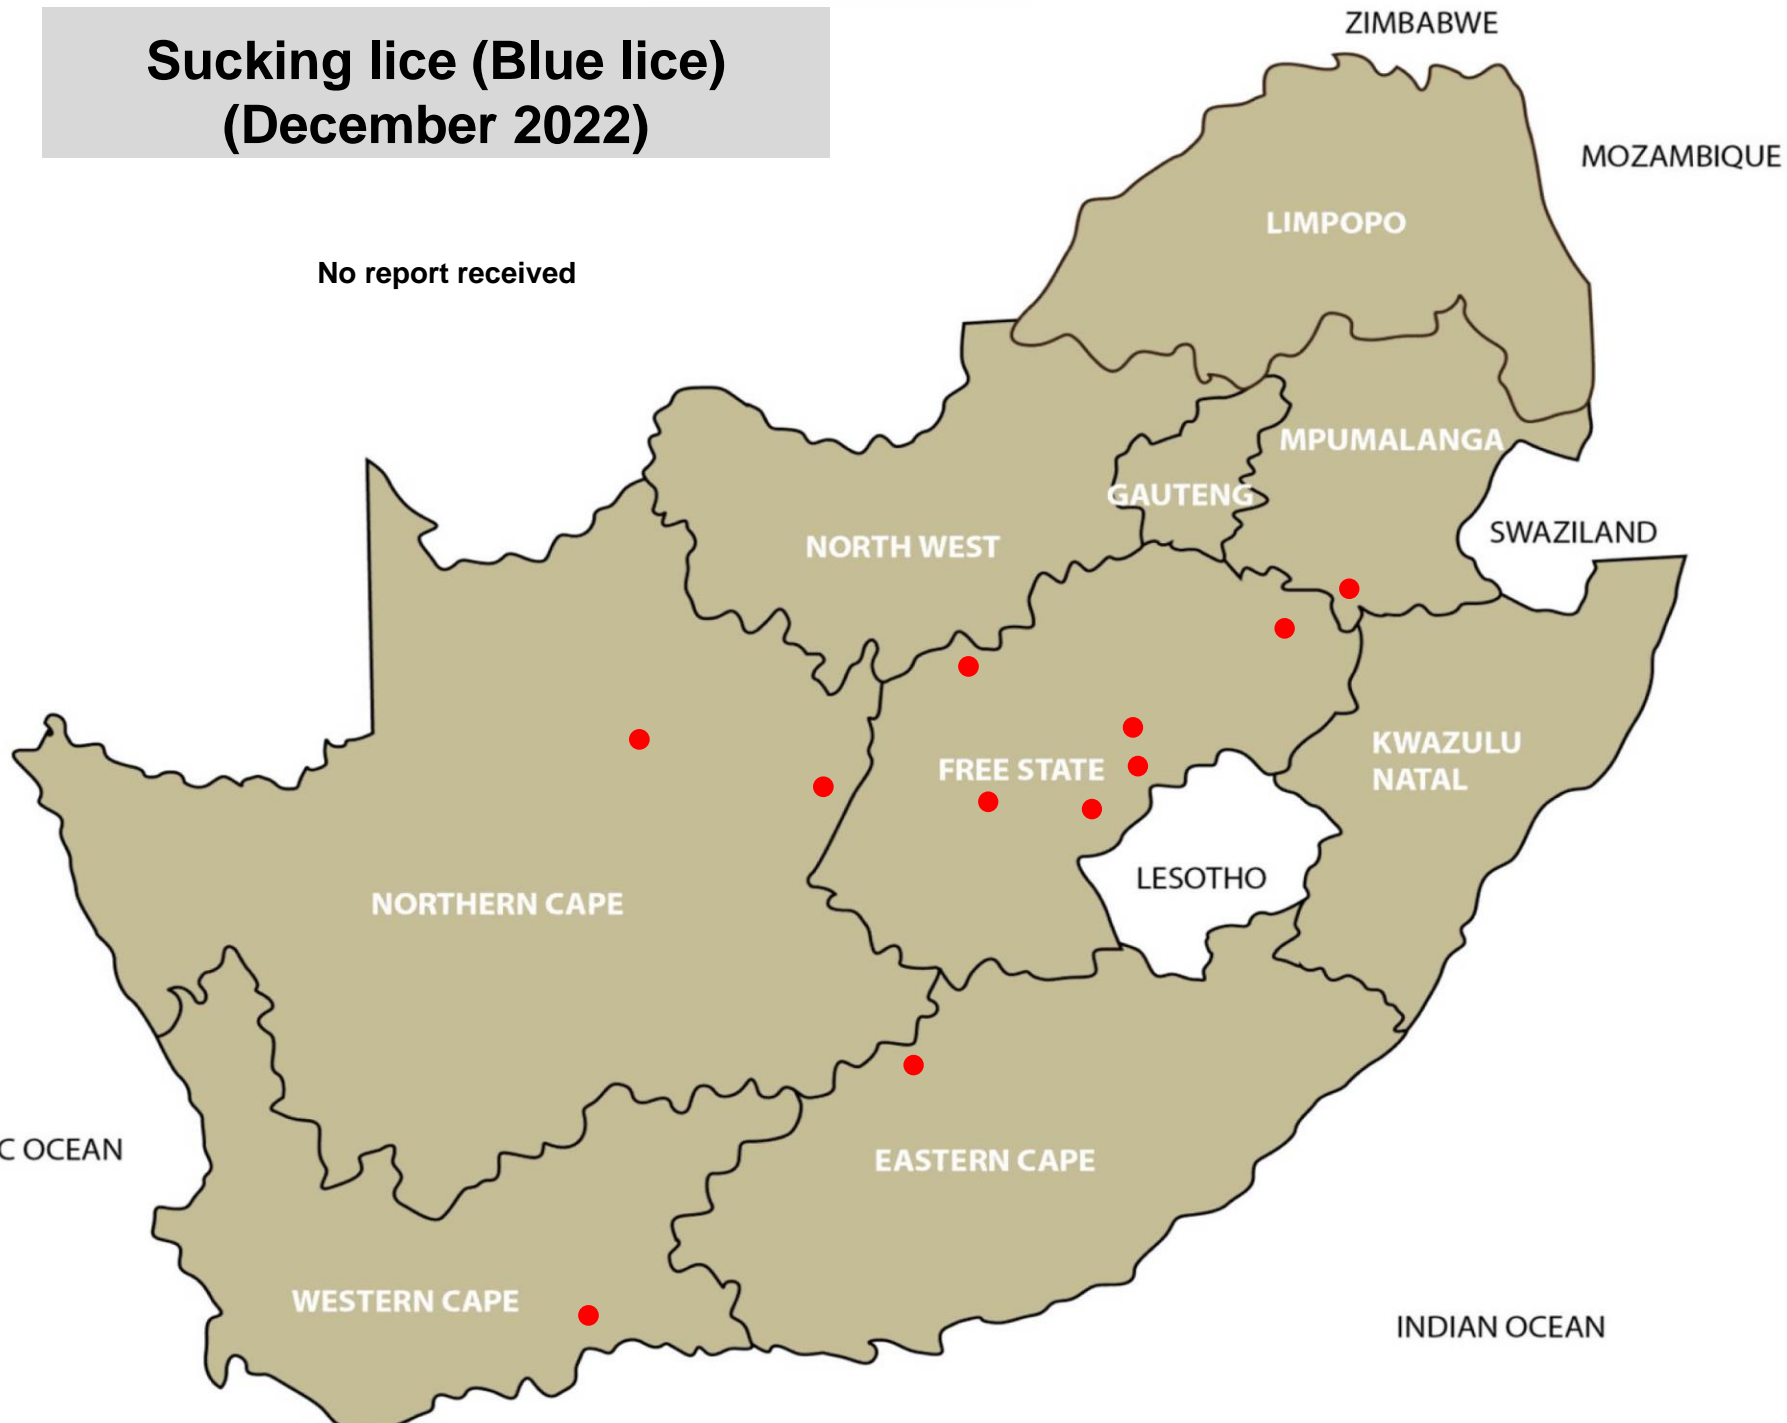 Sucking lice (Blue lice)
(December 2022)
ZIMBABWE
MOZAMBIQUE
LIMPOPO
No report received
MPUMALANGA
GAUTENG
SWAZILAND
NORTH WEST
KWAZULU
NATAL
FREE STATE
LESOTHO
NORTHERN CAPE
C OCEAN
EASTERN CAPE
WESTERN CAPE
INDIAN OCEAN